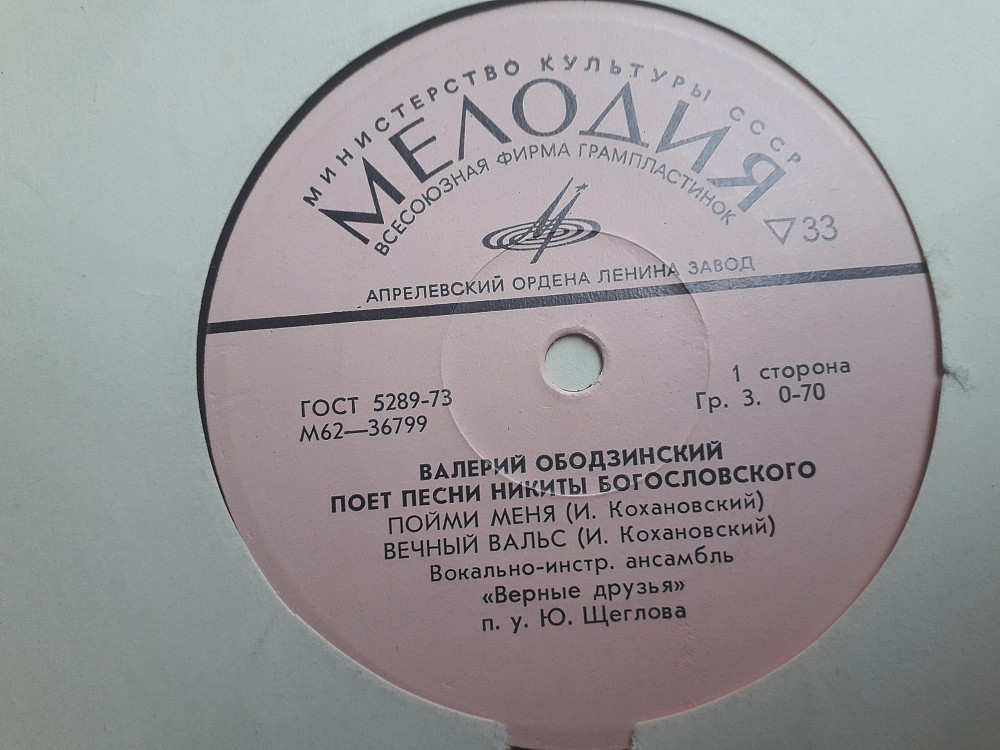 МИНИСТЕРСТВО КУЛЬТУРЫ СССР
МЕЛОДИЯ
ВСЕСОЮЗНАЯ ФИРМА ГРАМПЛАСТИНОК
33
АПРЕЛЕВСКИЙ ОРДЕНА ЛЕНИНА ЗАВОД
1 сторона
Гр. 3. 0-70
ГОСТ 5289-73
М62—36799
ВАЛЕРИЙ ОБОДЗИНСКИЙ
ПОЕТ ПЕСНИ НИКИТЫ БОГОСЛОВСКОГО
ПОЙМИ МЕНЯ (И. Кохановский)
ВЕЧНЫЙ ВАЛЬС (И. Кохановский)
Вокально-инстр. ансамбль
«Верные друзья»
п. у. Ю. Щеглова